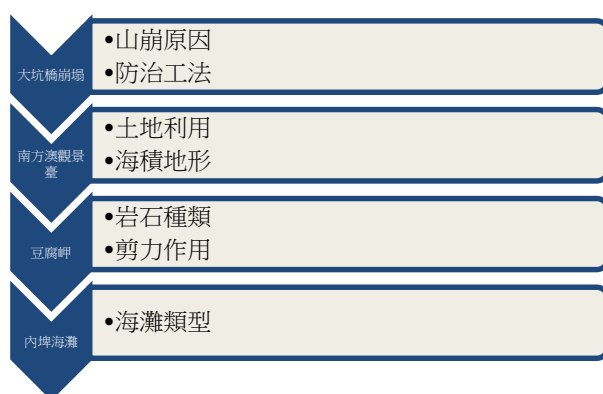 大坑橋崩塌
•山崩原因
•防治工法
南方澳觀景
臺
•土地利用
•海積地形
豆腐岬
•岩石種類
•剪力作用
內埤海灘
•海灘類型